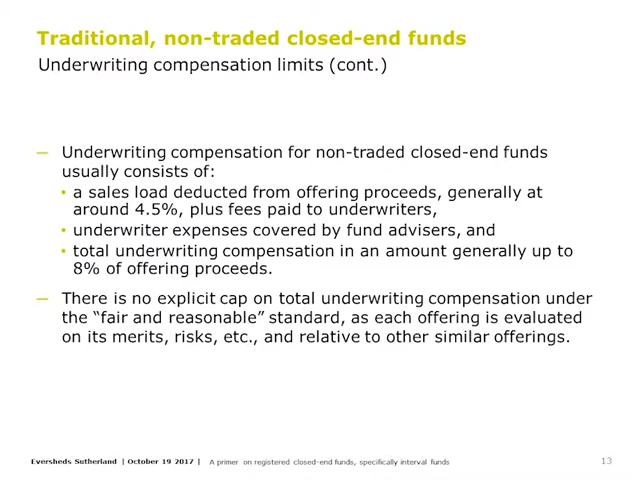 Traditional, non-traded closed-end funds
Underwriting compensation limits (cont.)
— Underwriting compensation for non-traded closed-end funds
usually consists of:
• a sales load deducted from offering proceeds, generally at
around 4.5%, plus fees paid to underwriters,
• underwriter expenses covered by fund advisers, and
• total underwriting compensation in an amount generally up to
8% of offering proceeds.
— There is no explicit cap on total underwriting compensation under
the “fair and reasonable” standard, as each offering is evaluated
on its merits, risks, etc., and relative to other similar offerings.
Eversheds Sutherland | October 19 2017 | A primer on registered closed-end funds, specifically interval funds 13